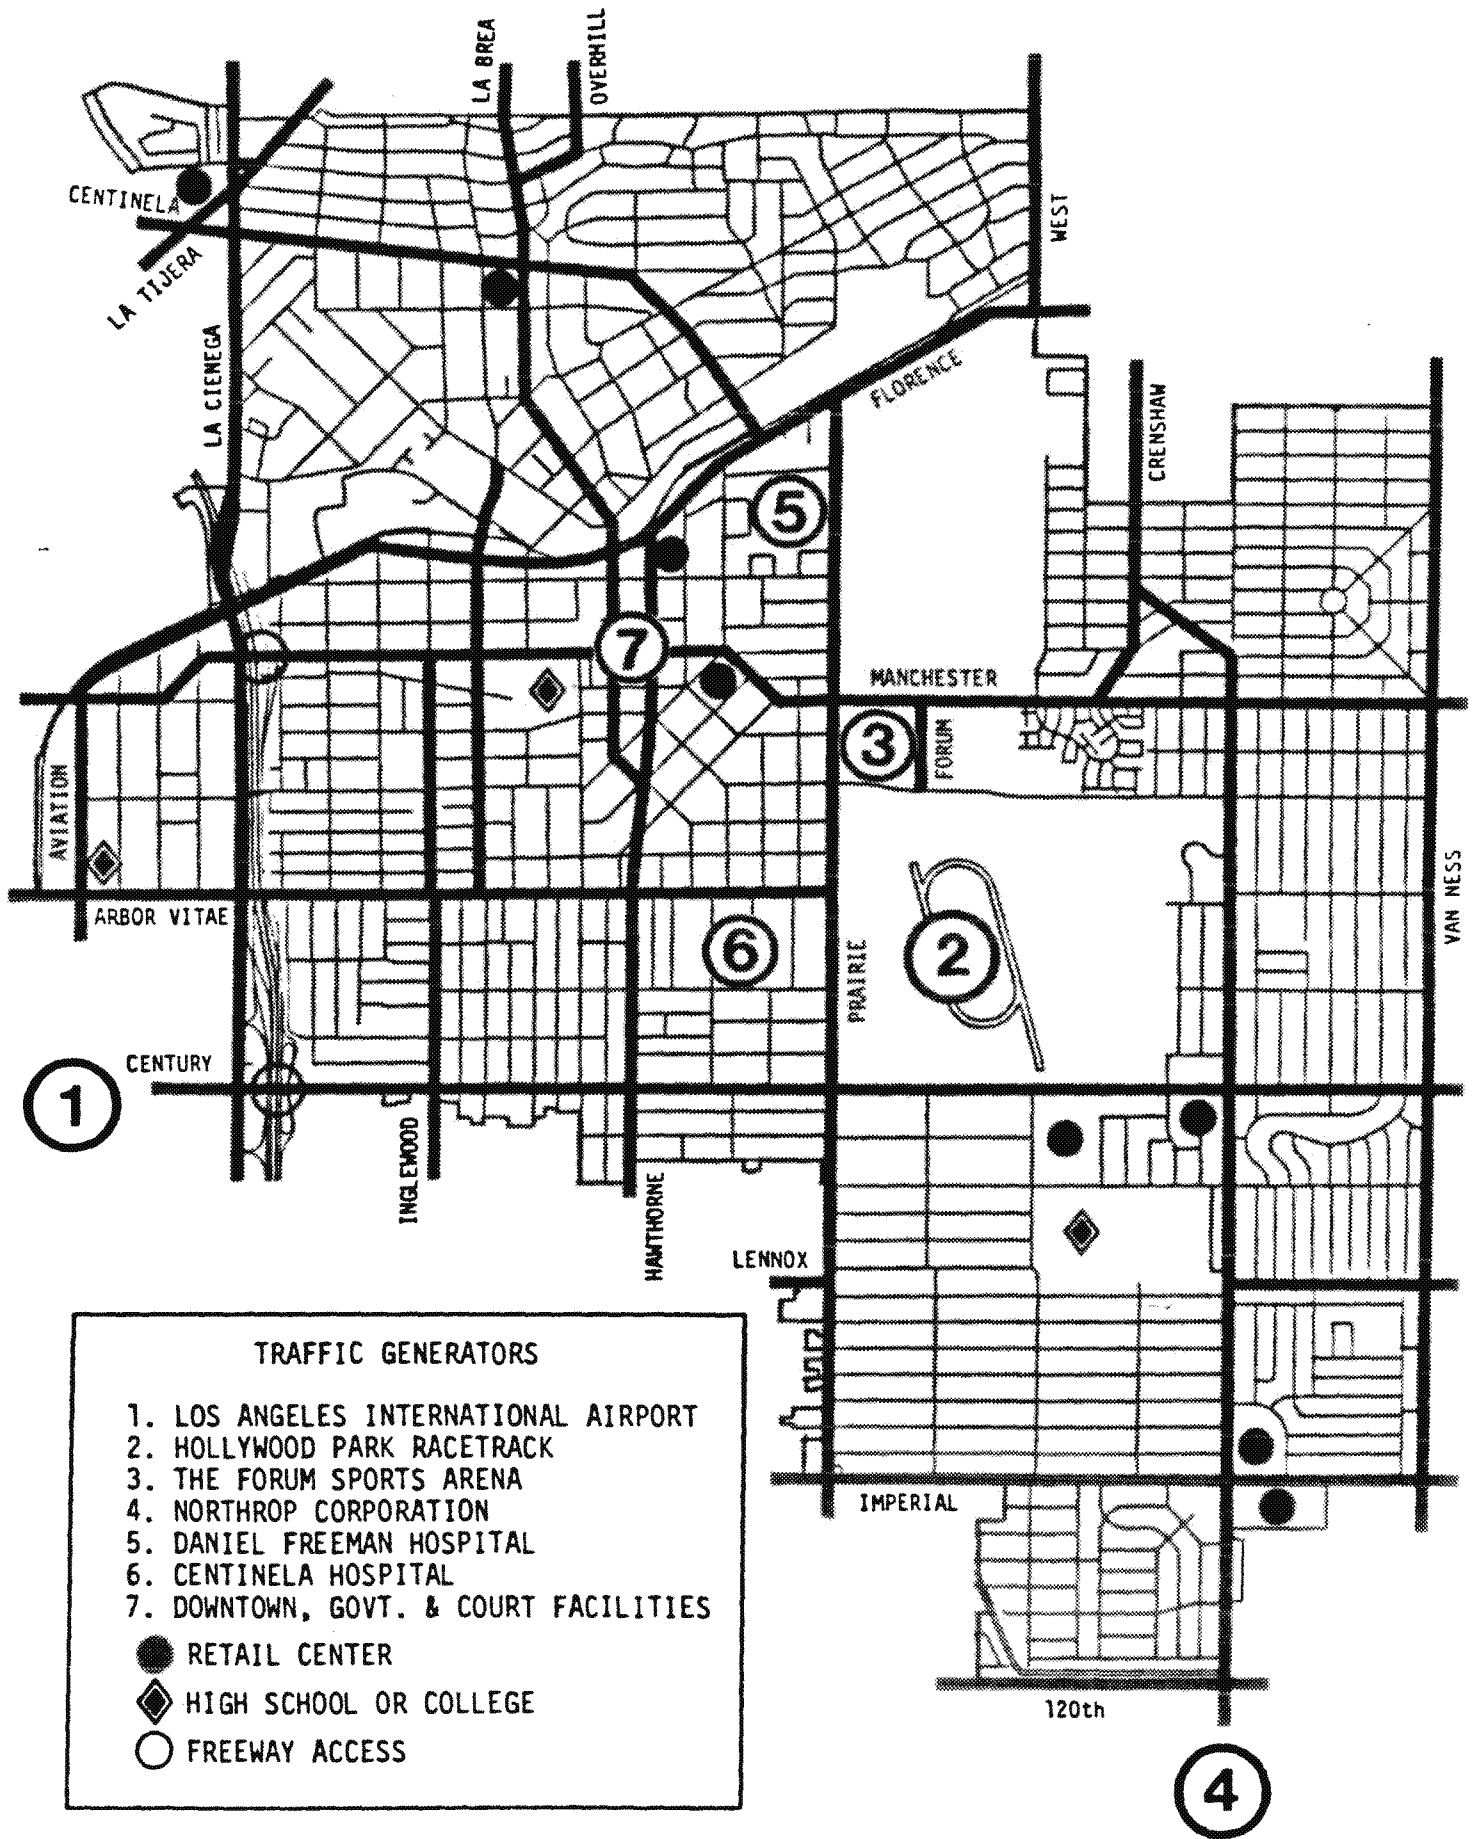 LA BREA
OVERHILL
CENTINELA
WEST
LA TIJERA
LA CIENEGA
FLORENCE
CRENSHAW
5
7
MANCHESTER
3
FORUM
AVIATION
VAN NESS
ARBOR VITAE
6
2
PRAIRIE
CENTURY
1
INGLEWOOD
HAWTHORNE
LENNOX
IMPERIAL
120th
4
TRAFFIC GENERATORS
1. LOS ANGELES INTERNATIONAL AIRPORT
2. HOLLYWOOD PARK RACETRACK
3. THE FORUM SPORTS ARENA
4. NORTHROP CORPORATION
5. DANIEL FREEMAN HOSPITAL
6. CENTINELA HOSPITAL
7. DOWNTOWN, GOVT. & COURT FACILITIES
RETAIL CENTER
HIGH SCHOOL OR COLLEGE
FREEWAY ACCESS